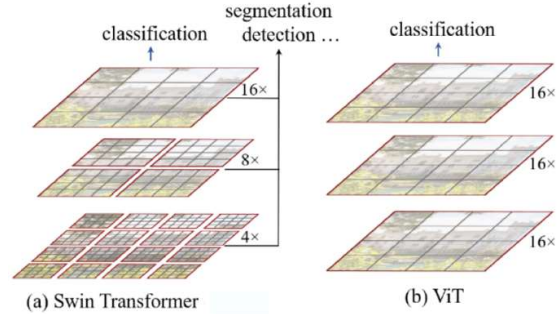 segmentation
classification
detection ...
classification
16×
8×
4×
16×
16×
16×
(a) Swin Transformer
(b) ViT